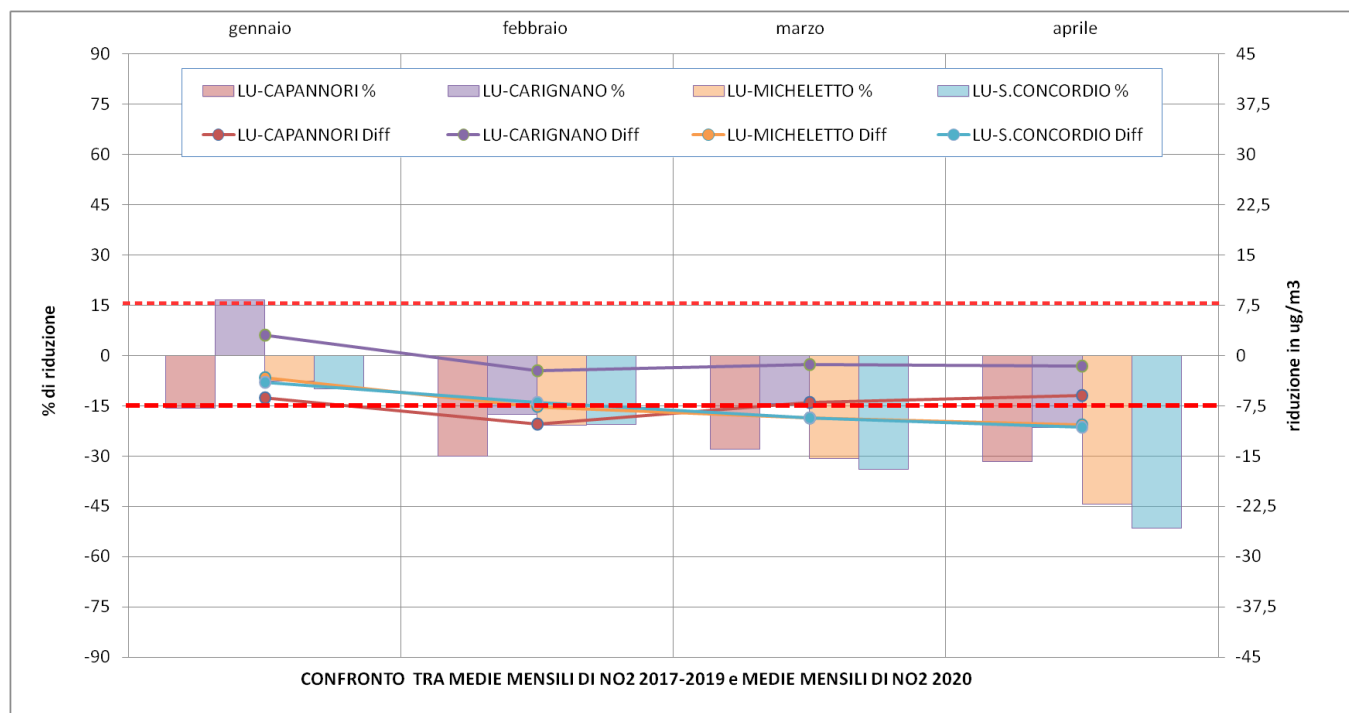 gennaio febbraio marzo aprile
90 45
LU-CAPANNORI % LU-CARIGNANO % LU-MICHELETTO % LU-S.CONCORDIO %
75 37,5
LU-CAPANNORI Diff LU-CARIGNANO Diff LU-MICHELETTO Diff LU-S.CONCORDIO Diff
60 30
45 22,5
30 15
15 7,5
0 0
-15 -7,5
-30 -15
-45 -22,5
-60 -30
-75 -37,5
-90 -45
% di riduzione
riduzione in ug/m3
CONFRONTO TRA MEDIE MENSILI DI NO2 2017-2019 e MEDIE MENSILI DI NO2 2020